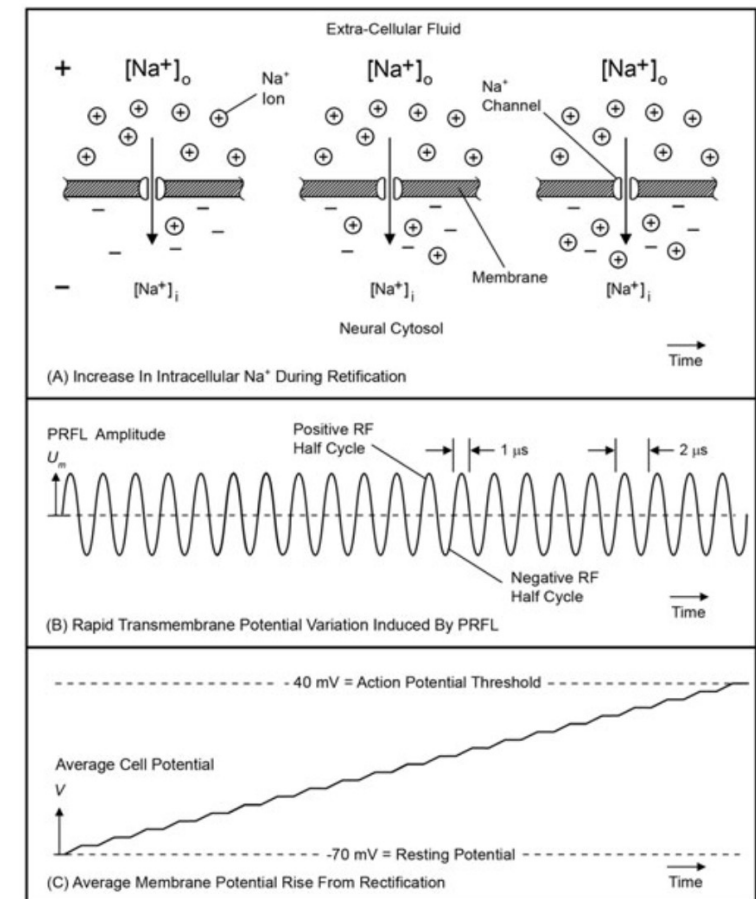 Extra-Cellular Fluid
+ [Na+]o [Na+]o [Na+]o
Na+
Ion
Na+
Channel
Membrane
− [Na+]i [Na+]i [Na+]i
Neural Cytosol
Time
(A) Increase In Intracellular Na+ During Retification
PRFL Amplitude
Um
Positive RF
Half Cycle
1 µs
2 µs
Negative RF
Half Cycle
Time
(B) Rapid Transmembrane Potential Variation Induced By PRFL
- 40 mV = Action Potential Threshold
Average Cell Potential
V
-70 mV = Resting Potential
Time
(C) Average Membrane Potential Rise From Rectification